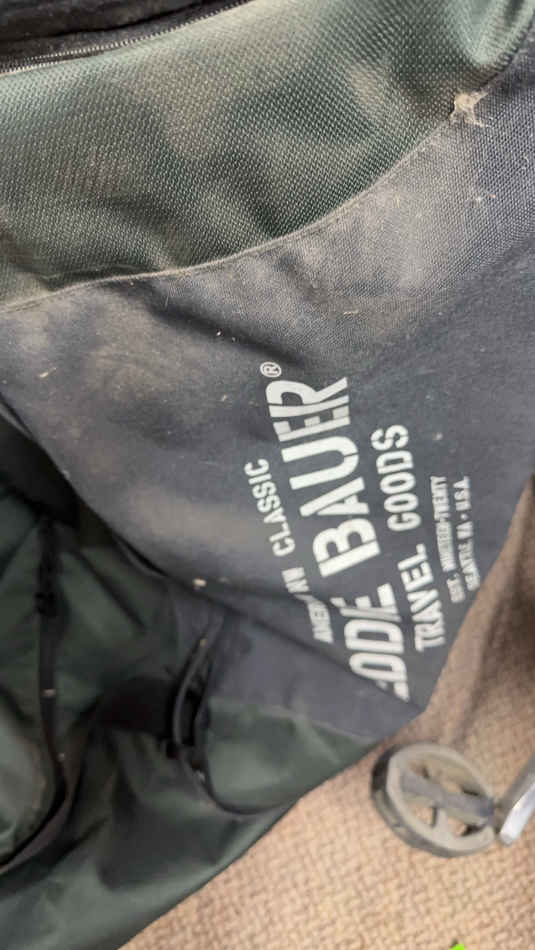 AMERICAN CLASSIC
EDDIE BAUER®
TRAVEL GOODS
EST. NINETEEN-TWENTY
SEATTLE WA • U.S.A.